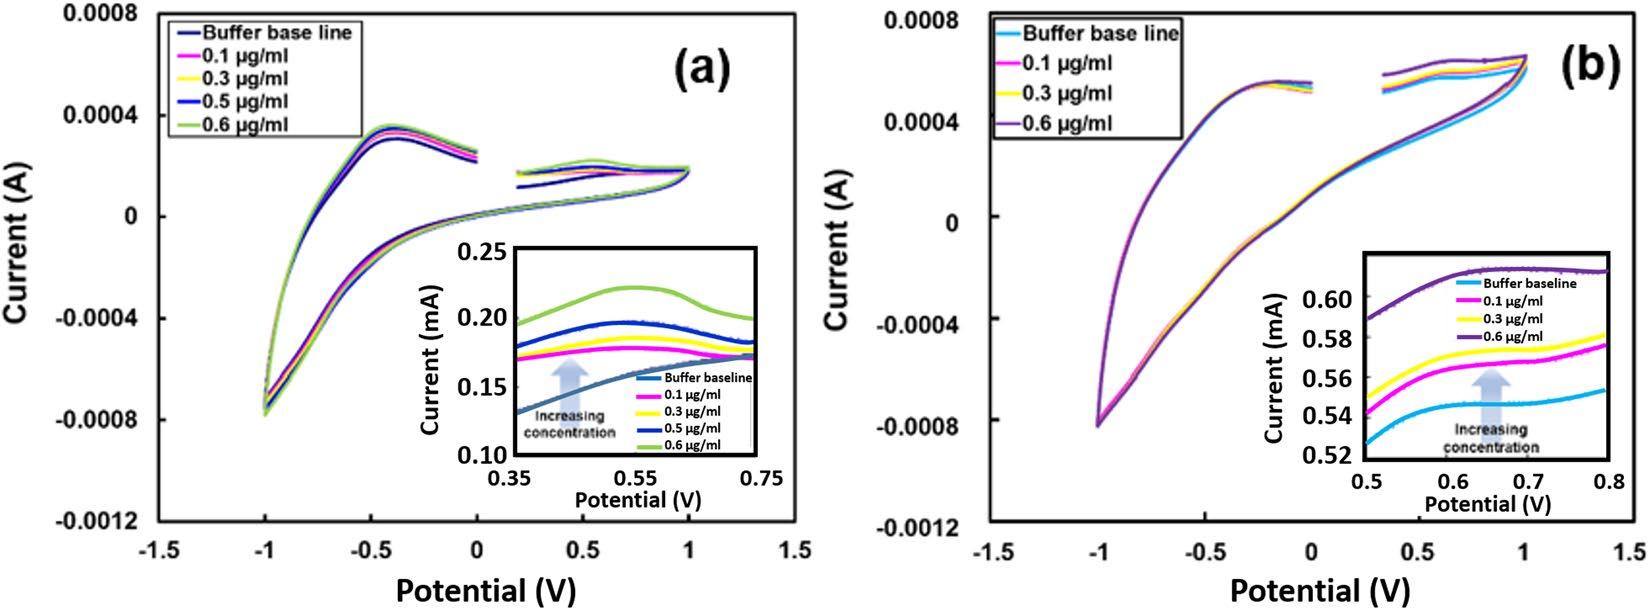 0.0008
0.0004
0
-0.0004
-0.0008
-0.0012
Current (A)
Buffer base line
0.1 µg/ml
0.3 µg/ml
0.5 µg/ml
0.6 µg/ml
(a)
0.25
0.20
0.15
0.10
Current (mA)
Buffer baseline
0.1 µg/ml
0.3 µg/ml
0.5 µg/ml
0.6 µg/ml
Increasing
concentration
0.35 0.55 0.75
Potential (V)
-1.5 -1 -0.5 0 0.5 1 1.5
Potential (V)
0.0008
0.0004
0
-0.0004
-0.0008
-0.0012
Current (A)
Buffer base line
0.1 µg/ml
0.3 µg/ml
0.6 µg/ml
(b)
0.60
0.58
0.56
0.54
0.52
Current (mA)
Buffer baseline
0.1 µg/ml
0.3 µg/ml
0.6 µg/ml
Increasing
concentration
0.5 0.6 0.7 0.8
Potential (V)
-1.5 -1 -0.5 0 0.5 1 1.5
Potential (V)